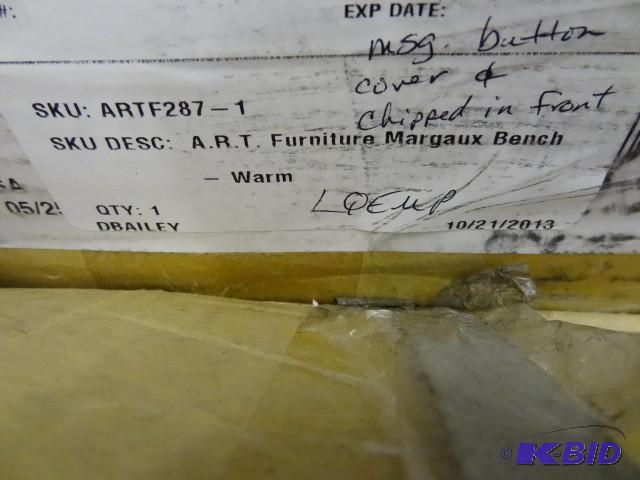 #:
EXP DATE:
msg. button
cover &
chipped in front
SKU: ARTF287-1
SKU DESC: A.R.T. Furniture Margaux Bench
- Warm
05/2
QTY: 1
DBAILEY
10/21/2013
© K-BID